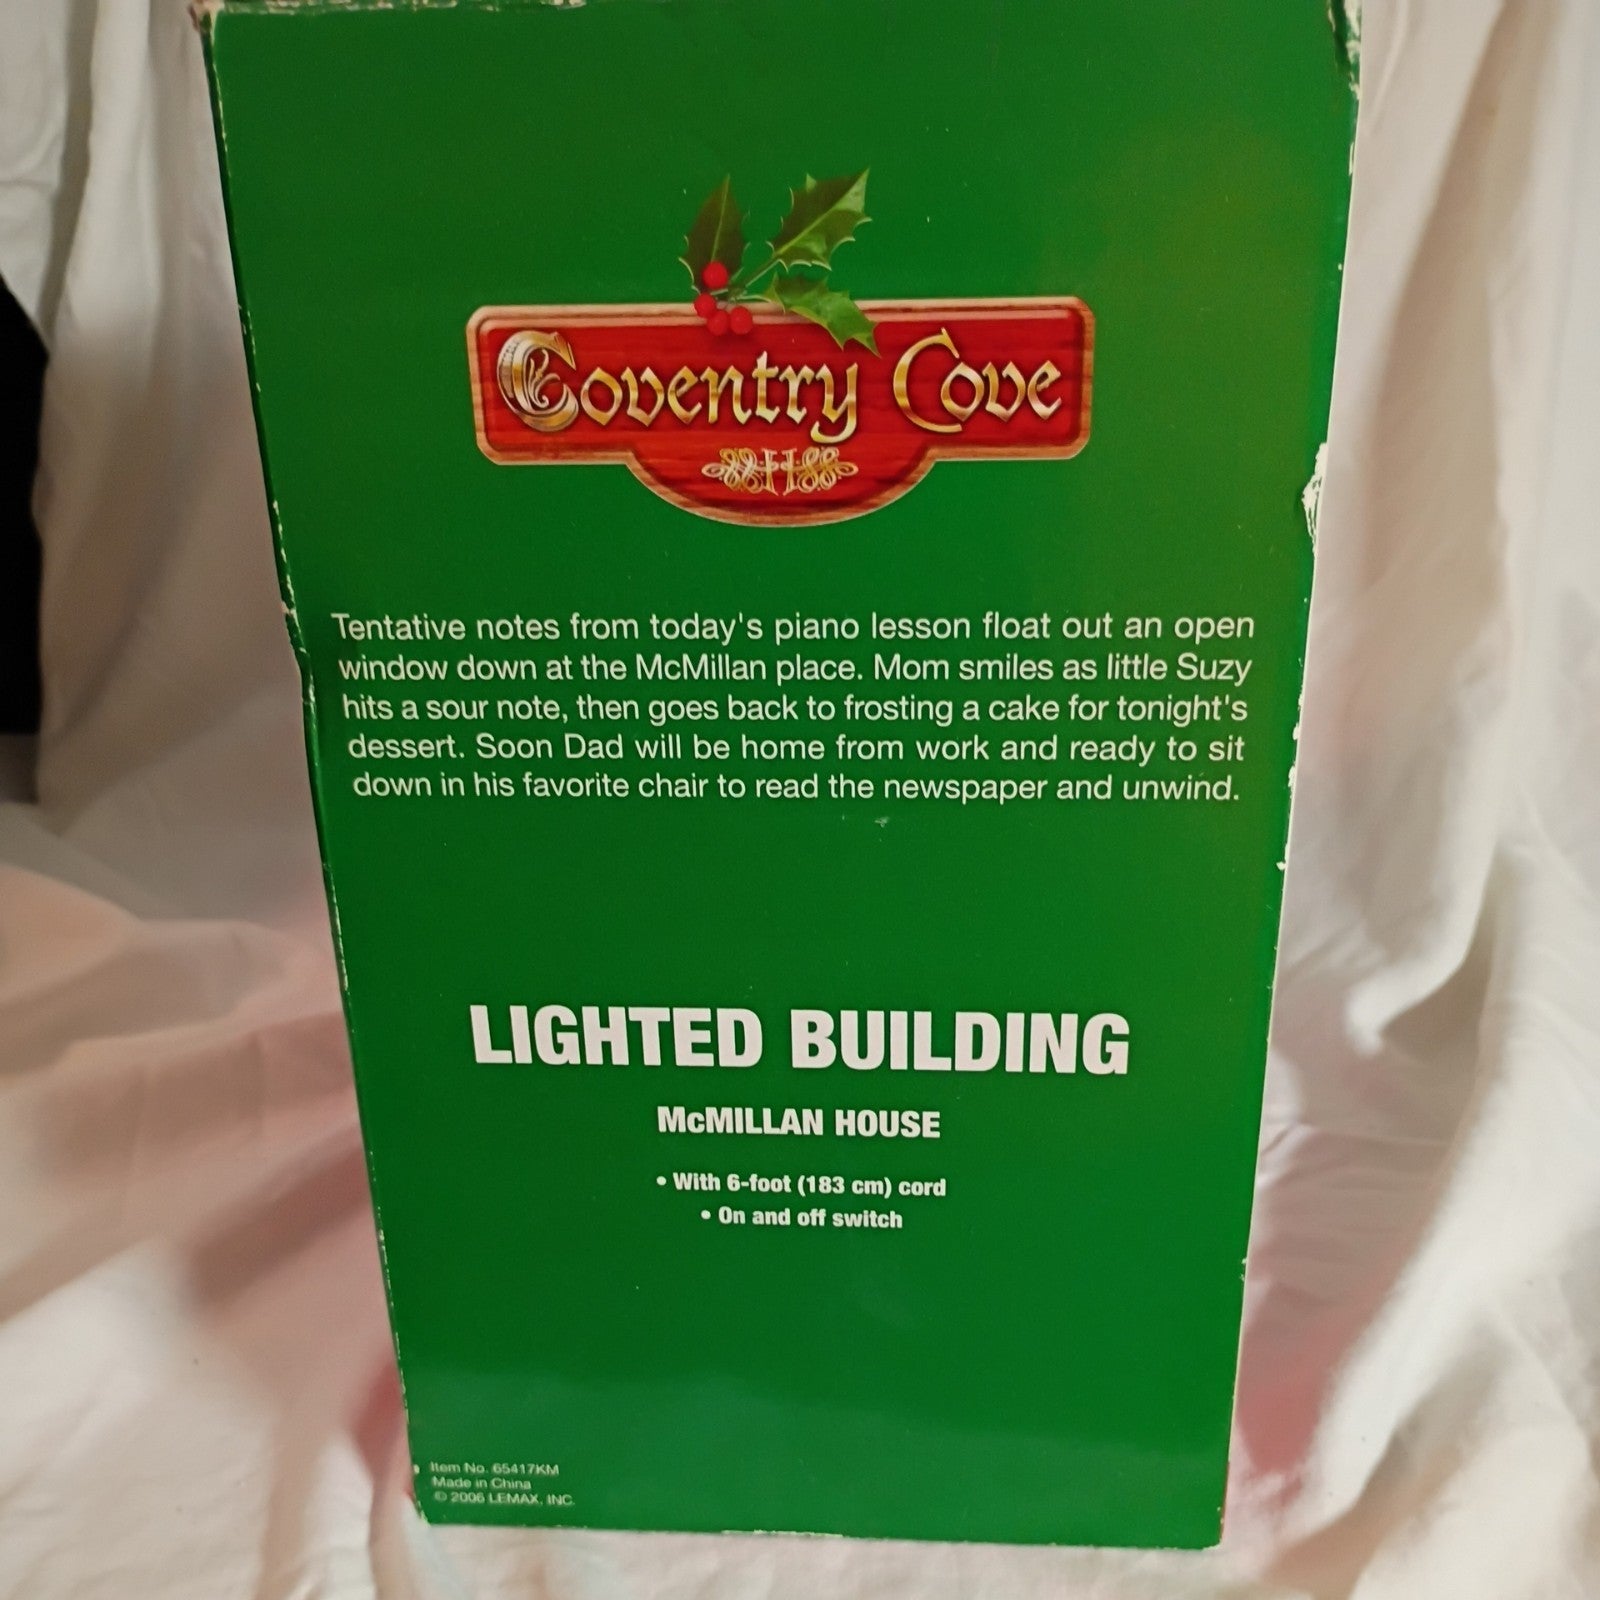 Coventry Cove
Tentative notes from today's piano lesson float out an open
window down at the McMillan place. Mom smiles as little Suzy
hits a sour note, then goes back to frosting a cake for tonight's
dessert. Soon Dad will be home from work and ready to sit
down in his favorite chair to read the newspaper and unwind.
LIGHTED BUILDING
McMILLAN HOUSE
• With 6-foot (183 cm) cord
• On and off switch
Item No. 65417KM
Made in China
© 2006 LEMAX, INC.